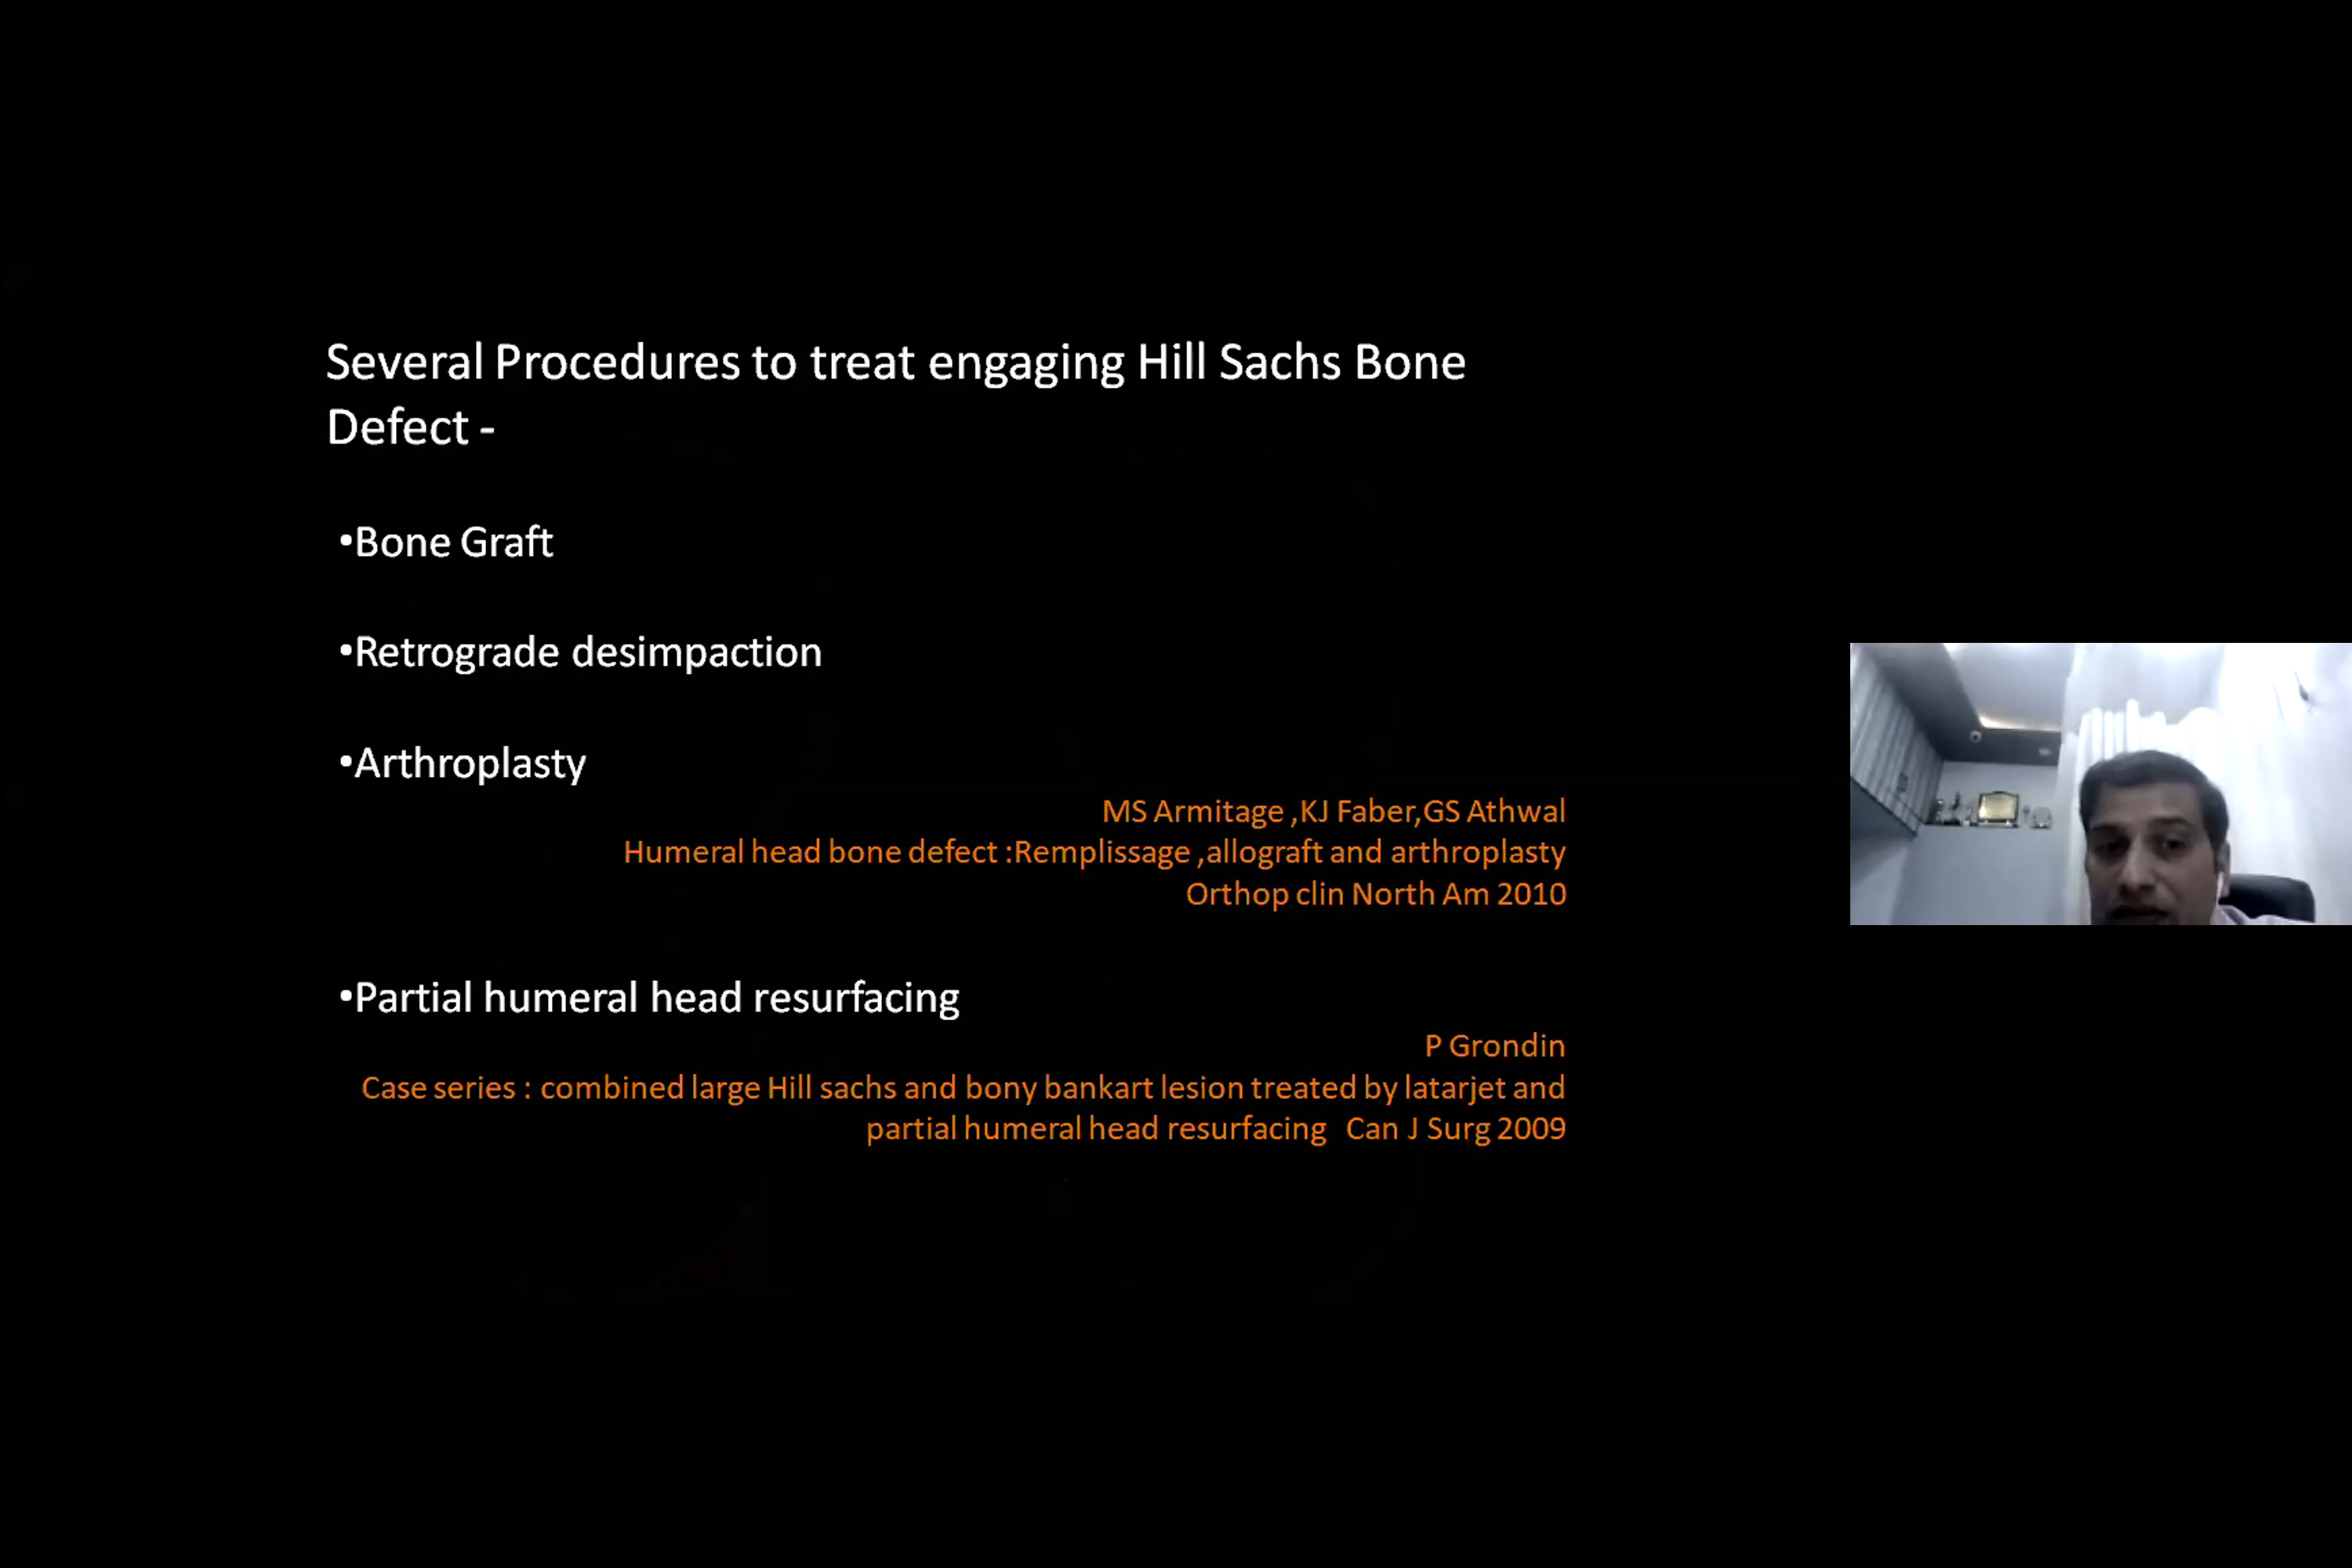 Several Procedures to treat engaging Hill Sachs Bone
Defect -
•Bone Graft
•Retrograde desimpaction
•Arthroplasty
MS Armitage ,KJ Faber,GS Athwal
Humeral head bone defect :Remplissage ,allograft and arthroplasty
Orthop clin North Am 2010
•Partial humeral head resurfacing
P Grondin
Case series : combined large Hill sachs and bony bankart lesion treated by latarjet and
partial humeral head resurfacing   Can J Surg 2009